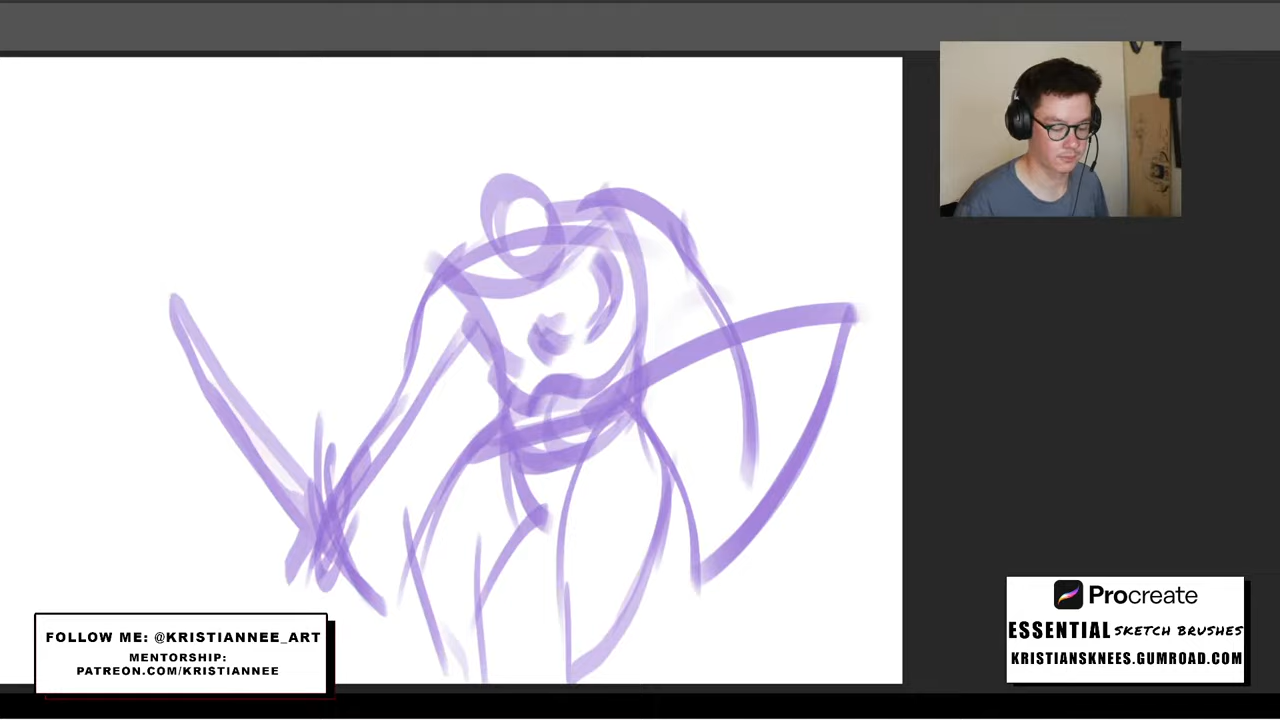 FOLLOW ME: @KRISTIANNEE_ART
MENTORSHIP:
PATREON.COM/KRISTIANNEE
Procreate
ESSENTIAL SKETCH BRUSHES
KRISTIANSKNEES.GUMROAD.COM